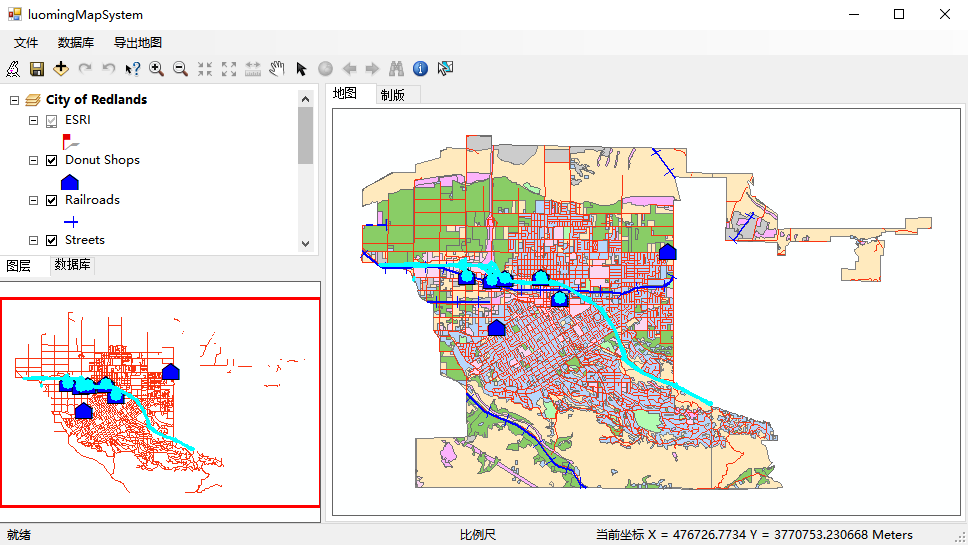 luomingMapSystem
文件 数据库 导出地图
City of Redlands
ESRI
Donut Shops
Railroads
Streets
图层 数据库
地图 制版
就绪 比例尺 当前坐标 X = 476726.7734 Y = 3770753.230668 Meters